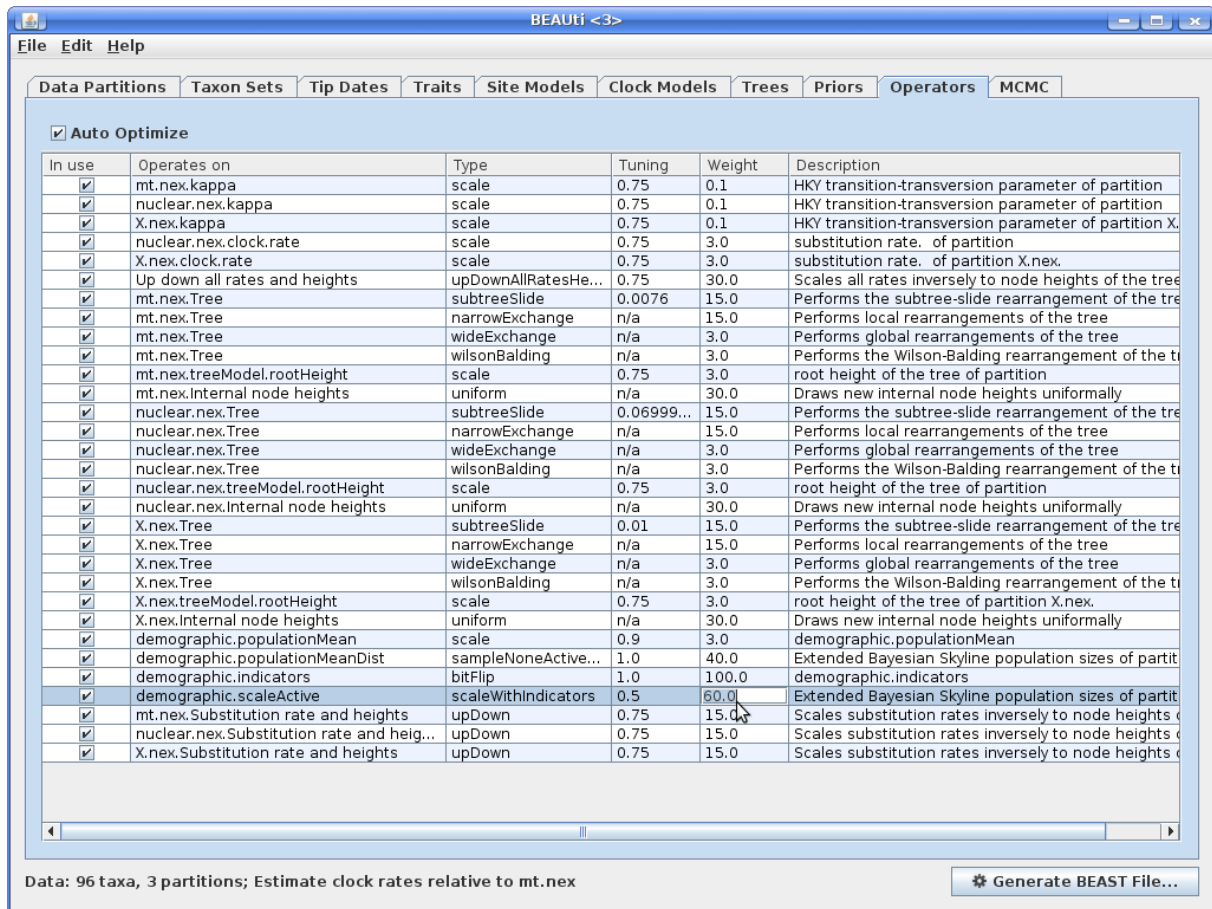 BEAUti <3>
File Edit Help
Data Partitions Taxon Sets Tip Dates Traits Site Models Clock Models Trees Priors Operators MCMC
Auto Optimize
In use Operates on Type Tuning Weight Description
mt.nex.kappa scale 0.75 0.1 HKY transition-transversion parameter of partition
nuclear.nex.kappa scale 0.75 0.1 HKY transition-transversion parameter of partition
X.nex.kappa scale 0.75 0.1 HKY transition-transversion parameter of partition X.
nuclear.nex.clock.rate scale 0.75 3.0 substitution rate. of partition
X.nex.clock.rate scale 0.75 3.0 substitution rate. of partition X.nex.
Up down all rates and heights upDownAllRatesHe... 0.75 30.0 Scales all rates inversely to node heights of the tree
mt.nex.Tree subtreeSlide 0.0076 15.0 Performs the subtree-slide rearrangement of the tre
mt.nex.Tree narrowExchange n/a 15.0 Performs local rearrangements of the tree
mt.nex.Tree wideExchange n/a 3.0 Performs global rearrangements of the tree
mt.nex.Tree wilsonBalding n/a 3.0 Performs the Wilson-Balding rearrangement of the tr
mt.nex.treeModel.rootHeight scale 0.75 3.0 root height of the tree of partition
mt.nex.Internal node heights uniform n/a 30.0 Draws new internal node heights uniformally
nuclear.nex.Tree subtreeSlide 0.06999... 15.0 Performs the subtree-slide rearrangement of the tre
nuclear.nex.Tree narrowExchange n/a 15.0 Performs local rearrangements of the tree
nuclear.nex.Tree wideExchange n/a 3.0 Performs global rearrangements of the tree
nuclear.nex.Tree wilsonBalding n/a 3.0 Performs the Wilson-Balding rearrangement of the tr
nuclear.nex.treeModel.rootHeight scale 0.75 3.0 root height of the tree of partition
nuclear.nex.Internal node heights uniform n/a 30.0 Draws new internal node heights uniformally
X.nex.Tree subtreeSlide 0.01 15.0 Performs the subtree-slide rearrangement of the tre
X.nex.Tree narrowExchange n/a 15.0 Performs local rearrangements of the tree
X.nex.Tree wideExchange n/a 3.0 Performs global rearrangements of the tree
X.nex.Tree wilsonBalding n/a 3.0 Performs the Wilson-Balding rearrangement of the tr
X.nex.treeModel.rootHeight scale 0.75 3.0 root height of the tree of partition X.nex.
X.nex.Internal node heights uniform n/a 30.0 Draws new internal node heights uniformally
demographic.populationMean scale 0.9 3.0 demographic.populationMean
demographic.populationMeanDist sampleNoneActive... 1.0 40.0 Extended Bayesian Skyline population sizes of partit
demographic.indicators bitFlip 1.0 100.0 demographic.indicators
demographic.scaleActive scaleWithIndicators 0.5 60.0 Extended Bayesian Skyline population sizes of partit
mt.nex.Substitution rate and heights upDown 0.75 15.0 Scales substitution rates inversely to node heights o
nuclear.nex.Substitution rate and heig... upDown 0.75 15.0 Scales substitution rates inversely to node heights o
X.nex.Substitution rate and heights upDown 0.75 15.0 Scales substitution rates inversely to node heights o
Data: 96 taxa, 3 partitions; Estimate clock rates relative to mt.nex
Generate BEAST File...